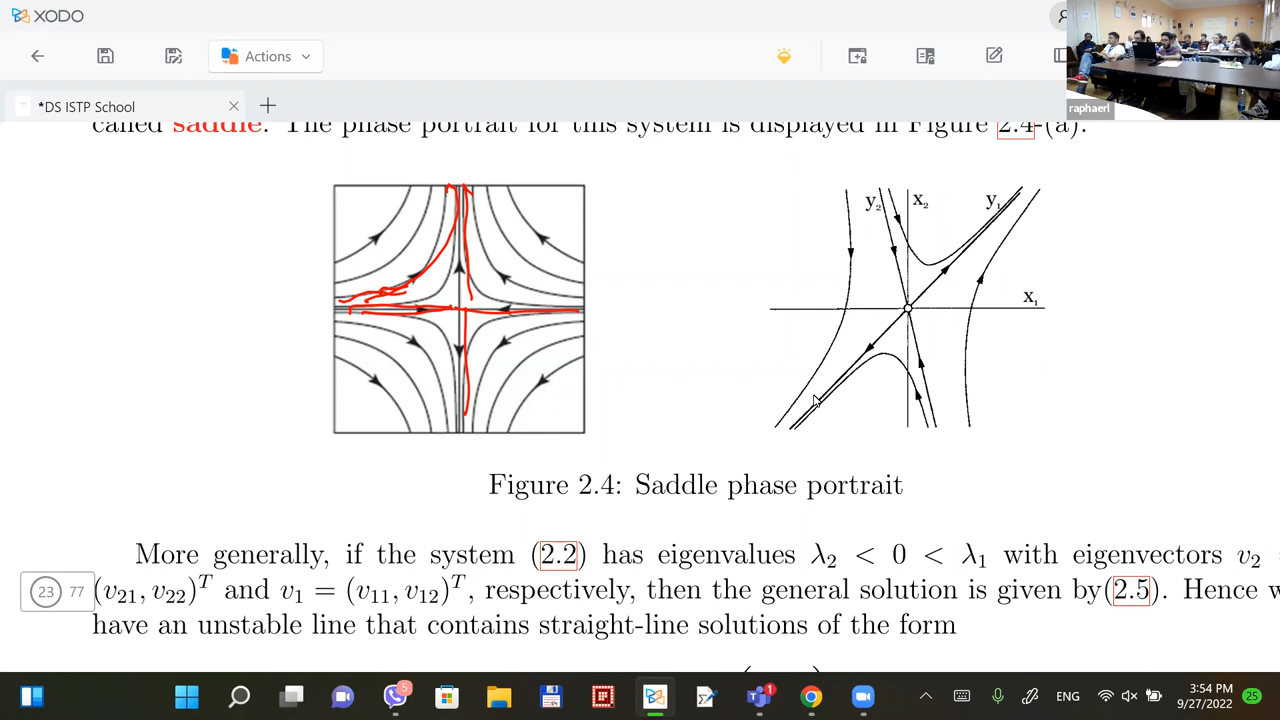 XODO
Actions
*DS ISTP School
raphaerl
called saddle. The phase portrait for this system is displayed in Figure 2.4-(a).
y₂ x₂ y₁
x₁
Figure 2.4: Saddle phase portrait
More generally, if the system (2.2) has eigenvalues λ₂ < 0 < λ₁ with eigenvectors v₂ =
(v₂₁, v₂₂)ᵀ and v₁ = (v₁₁, v₁₂)ᵀ, respectively, then the general solution is given by(2.5). Hence w
have an unstable line that contains straight-line solutions of the form
23 77
5
1
ENG
3:54 PM
9/27/2022
25